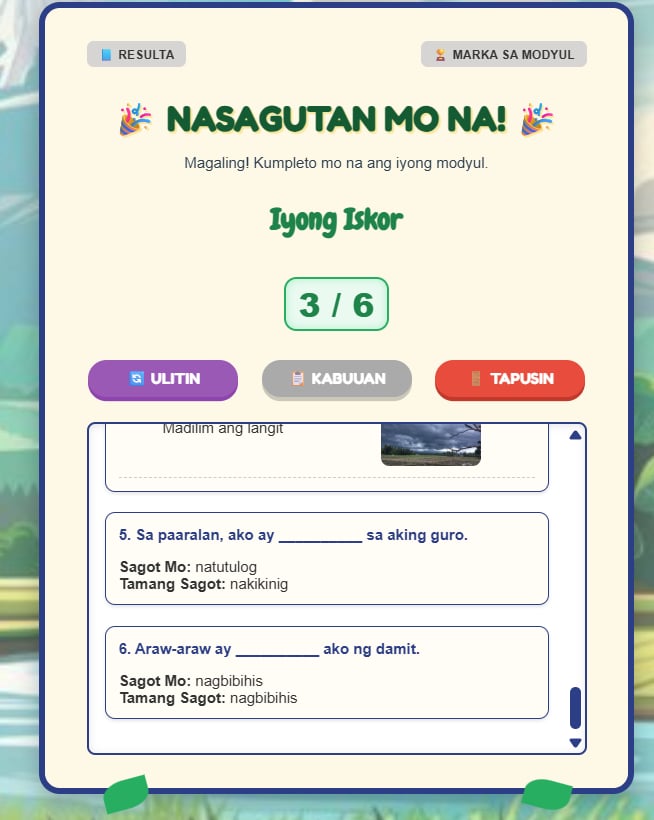 RESULTA
MARKA SA MODYUL
NASAGUTAN MO NA!
Magaling! Kumpleto mo na ang iyong modyul.
Iyong Iskor
3 / 6
ULITIN
KABUUAN
TAPUSIN
Madilim ang langit
5. Sa paaralan, ako ay __________ sa aking guro.
Sagot Mo: natutulog
Tamang Sagot: nakikinig
6. Araw-araw ay __________ ako ng damit.
Sagot Mo: nagbibihis
Tamang Sagot: nagbibihis